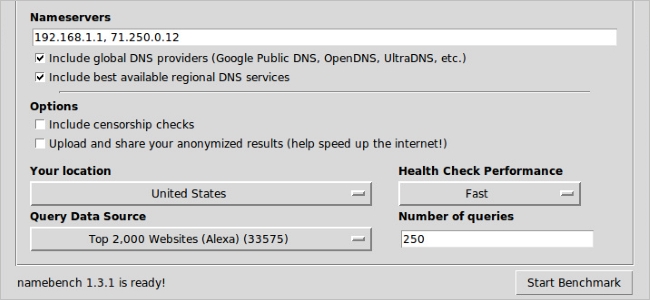 Nameservers
192.168.1.1, 71.250.0.12
Include global DNS providers (Google Public DNS, OpenDNS, UltraDNS, etc.)
Include best available regional DNS services
Options
Include censorship checks
Upload and share your anonymized results (help speed up the internet!)
Your location
Health Check Performance
United States
Fast
Query Data Source
Number of queries
Top 2,000 Websites (Alexa) (33575)
250
namebench 1.3.1 is ready!
Start Benchmark